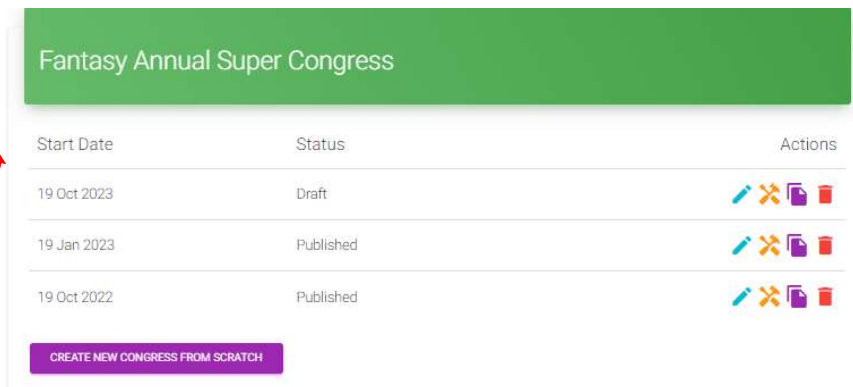 Fantasy Annual Super Congress
Start Date Status Actions
19 Oct 2023 Draft
19 Jan 2023 Published
19 Oct 2022 Published
CREATE NEW CONGRESS FROM SCRATCH